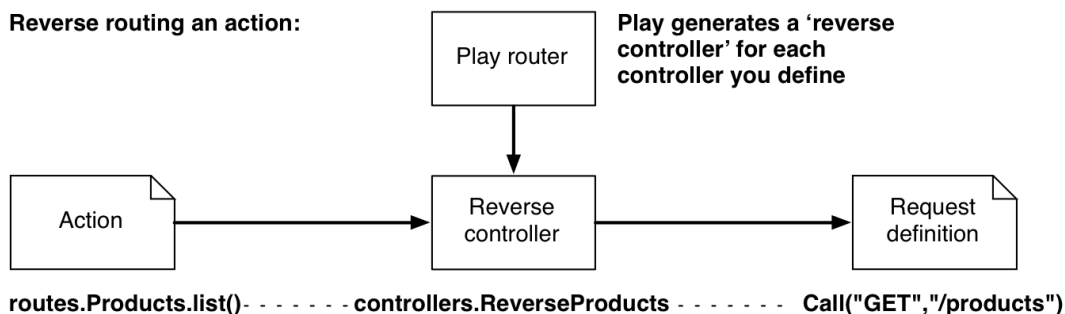 Reverse routing an action:
Play router
Play generates a ‘reverse
controller’ for each
controller you define
Action
Reverse
controller
Request
definition
routes.Products.list()- - - - - - - controllers.ReverseProducts - - - - - - - Call("GET","/products")